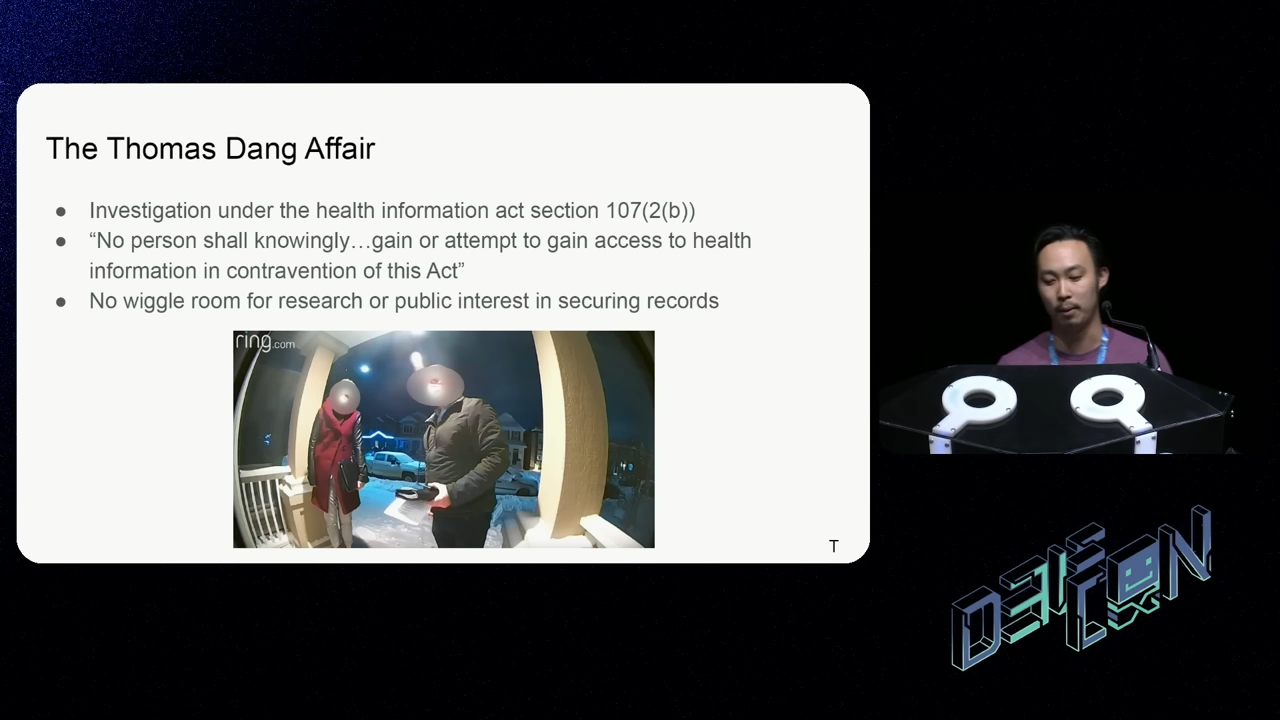 The Thomas Dang Affair
● Investigation under the health information act section 107(2(b))
● “No person shall knowingly…gain or attempt to gain access to health
information in contravention of this Act”
● No wiggle room for research or public interest in securing records
ring.com
T
DEF CON